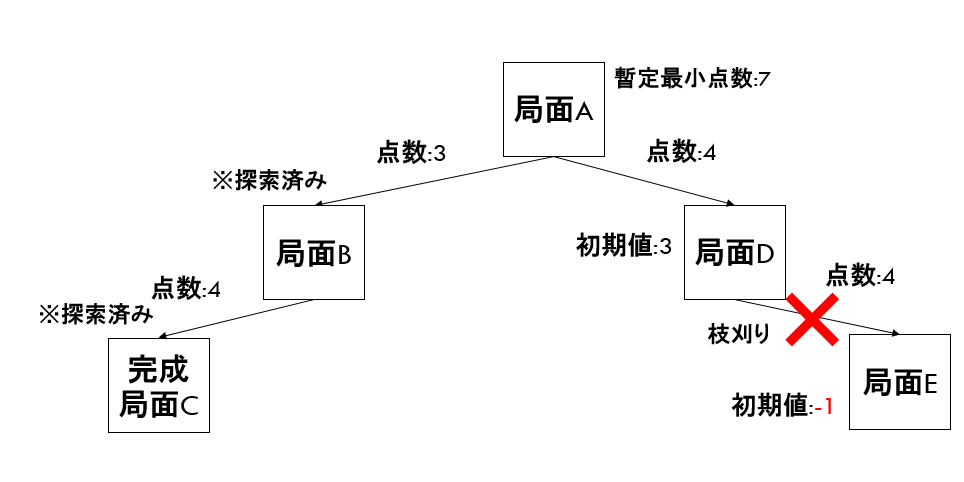 暫定最小点数:7
局面A
点数:3
点数:4
※探索済み
局面B
初期値:3
局面D
点数:4
点数:4
※探索済み
枝刈り
完成
局面C
局面E
初期値:-1